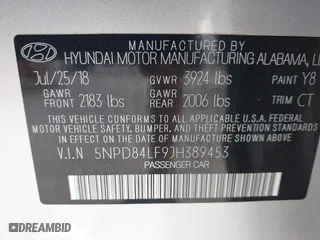 MANUFACTURED BY
HYUNDAI MOTOR MANUFACTURING ALABAMA, LL
Jul/25/18 GVWR 3924 lbs PAINT Y8
GAWR FRONT 2183 lbs GAWR REAR 2006 lbs TRIM CT
THIS VEHICLE CONFORMS TO ALL APPLICABLE U.S. FEDERAL
MOTOR VEHICLE SAFETY, BUMPER, AND THEFT PREVENTION
STANDARDS IN EFFECT ON THE DATE OF MANUFACTURE SHOWN ABOVE.
V.I.N 5NPD84LF9JH389453
PASSENGER CAR
DREAMBID